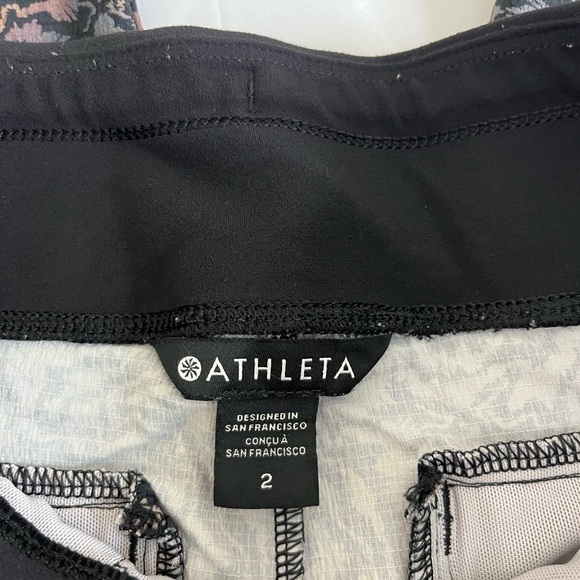 ATHLETA
DESIGNED IN
SAN FRANCISCO
CONÇU À
SAN FRANCISCO
2